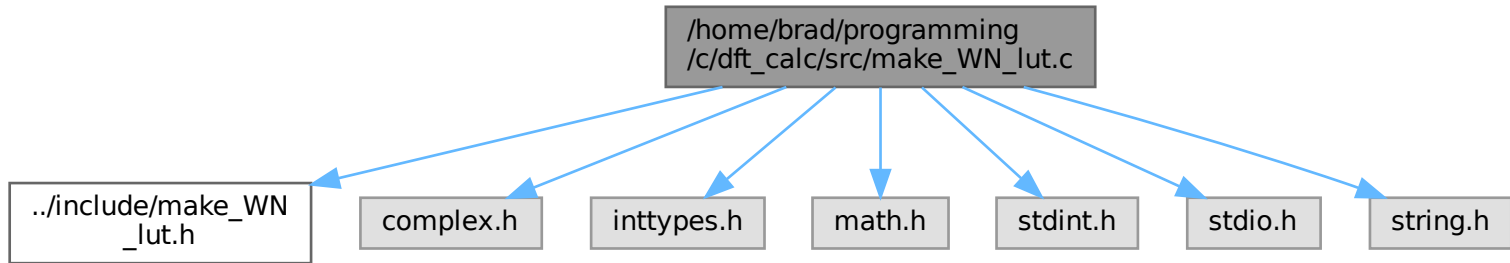 /home/brad/programming
/c/dft_calc/src/make_WN_lut.c
../include/make_WN
_lut.h
complex.h
inttypes.h
math.h
stdint.h
stdio.h
string.h